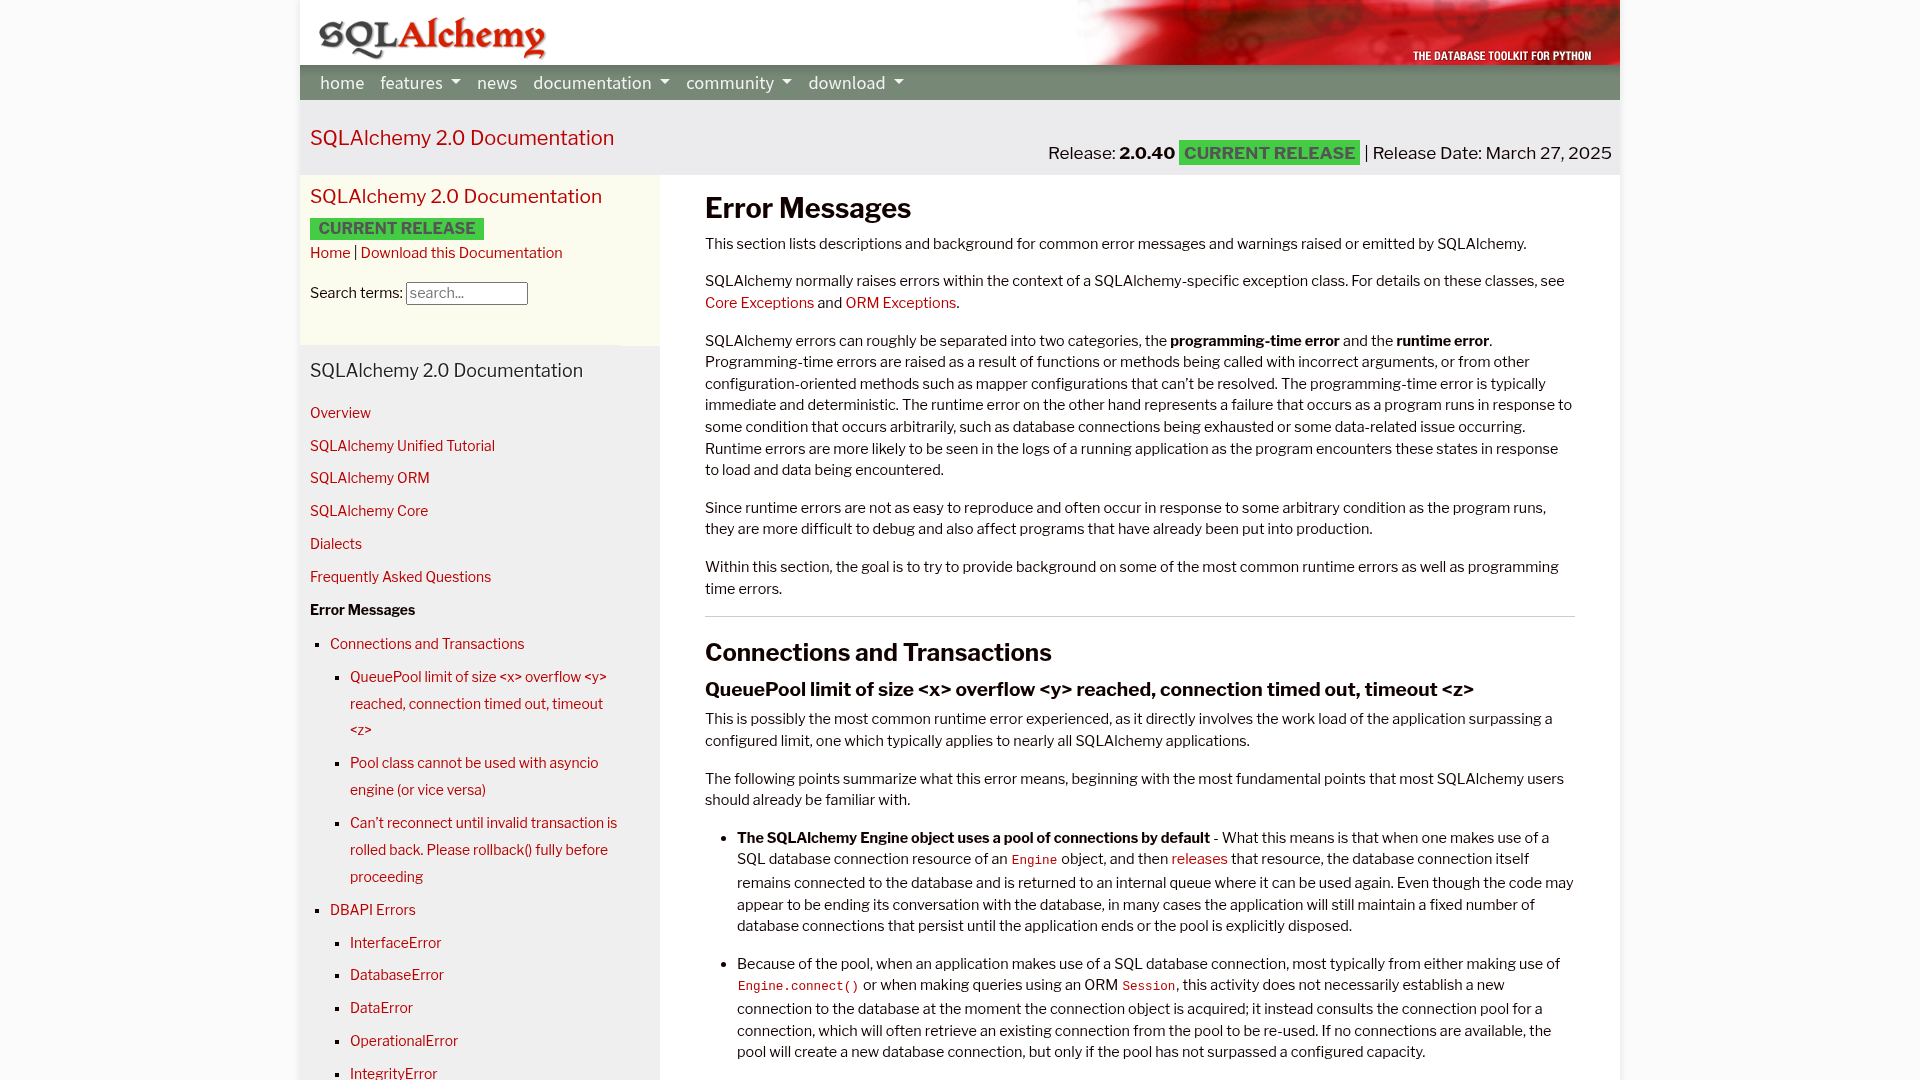 SQLAlchemy
THE DATABASE TOOLKIT FOR PYTHON
home features news documentation community download
SQLAlchemy 2.0 Documentation
Release: 2.0.40 CURRENT RELEASE | Release Date: March 27, 2025
SQLAlchemy 2.0 Documentation
CURRENT RELEASE
Home | Download this Documentation
Search terms: search...
SQLAlchemy 2.0 Documentation
Overview
SQLAlchemy Unified Tutorial
SQLAlchemy ORM
SQLAlchemy Core
Dialects
Frequently Asked Questions
Error Messages
Connections and Transactions
QueuePool limit of size <x> overflow <y>
reached, connection timed out, timeout
<z>
Pool class cannot be used with asyncio
engine (or vice versa)
Can’t reconnect until invalid transaction is
rolled back. Please rollback() fully before
proceeding
DBAPI Errors
InterfaceError
DatabaseError
DataError
OperationalError
IntegrityError
Error Messages
This section lists descriptions and background for common error messages and warnings raised or emitted by SQLAlchemy.
SQLAlchemy normally raises errors within the context of a SQLAlchemy-specific exception class. For details on these classes, see
Core Exceptions and ORM Exceptions.
SQLAlchemy errors can roughly be separated into two categories, the programming-time error and the runtime error.
Programming-time errors are raised as a result of functions or methods being called with incorrect arguments, or from other
configuration-oriented methods such as mapper configurations that can’t be resolved. The programming-time error is typically
immediate and deterministic. The runtime error on the other hand represents a failure that occurs as a program runs in response to
some condition that occurs arbitrarily, such as database connections being exhausted or some data-related issue occurring.
Runtime errors are more likely to be seen in the logs of a running application as the program encounters these states in response
to load and data being encountered.
Since runtime errors are not as easy to reproduce and often occur in response to some arbitrary condition as the program runs,
they are more difficult to debug and also affect programs that have already been put into production.
Within this section, the goal is to try to provide background on some of the most common runtime errors as well as programming
time errors.
Connections and Transactions
QueuePool limit of size <x> overflow <y> reached, connection timed out, timeout <z>
This is possibly the most common runtime error experienced, as it directly involves the work load of the application surpassing a
configured limit, one which typically applies to nearly all SQLAlchemy applications.
The following points summarize what this error means, beginning with the most fundamental points that most SQLAlchemy users
should already be familiar with.
The SQLAlchemy Engine object uses a pool of connections by default - What this means is that when one makes use of a
SQL database connection resource of an Engine object, and then releases that resource, the database connection itself
remains connected to the database and is returned to an internal queue where it can be used again. Even though the code may
appear to be ending its conversation with the database, in many cases the application will still maintain a fixed number of
database connections that persist until the application ends or the pool is explicitly disposed.
Because of the pool, when an application makes use of a SQL database connection, most typically from either making use of
Engine.connect() or when making queries using an ORM Session, this activity does not necessarily establish a new
connection to the database at the moment the connection object is acquired; it instead consults the connection pool for a
connection, which will often retrieve an existing connection from the pool to be re-used. If no connections are available, the
pool will create a new database connection, but only if the pool has not surpassed a configured capacity.